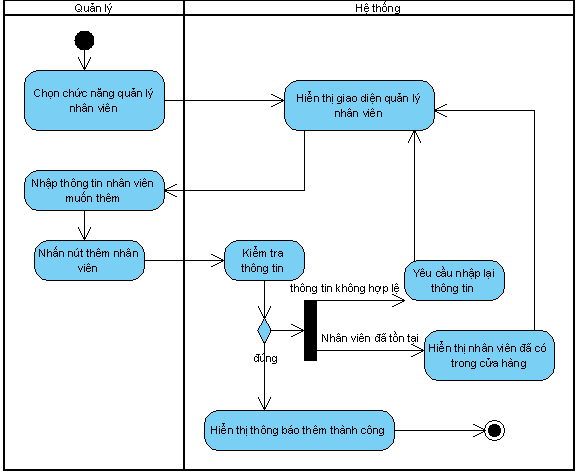 Quản lý
Hệ thống
Chọn chức năng quản lý
nhân viên
Hiển thị giao diện quản lý
nhân viên
Nhập thông tin nhân viên
muốn thêm
Nhấn nút thêm nhân
viên
Kiểm tra
thông tin
Yêu cầu nhập lại
thông tin
thông tin không hợp lệ
Nhân viên đã tồn tại
Hiển thị nhân viên đã có
trong cửa hàng
đúng
Hiển thị thông báo thêm thành công